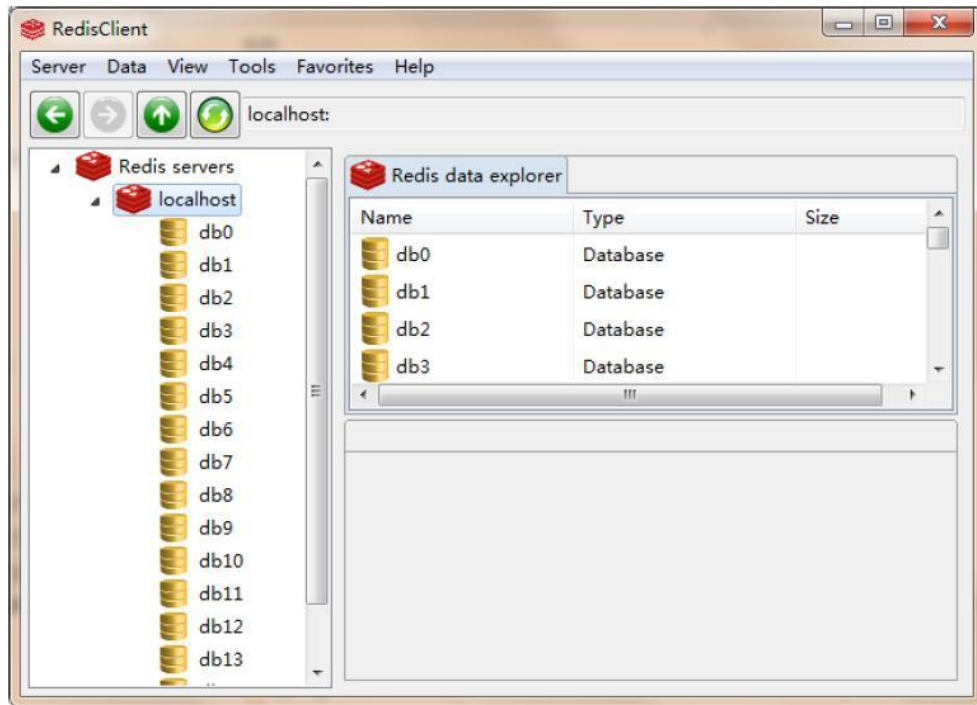 RedisClient
Server Data View Tools Favorites Help
localhost:
Redis servers
localhost
db0
db1
db2
db3
db4
db5
db6
db7
db8
db9
db10
db11
db12
db13
Redis data explorer
Name Type Size
db0 Database
db1 Database
db2 Database
db3 Database